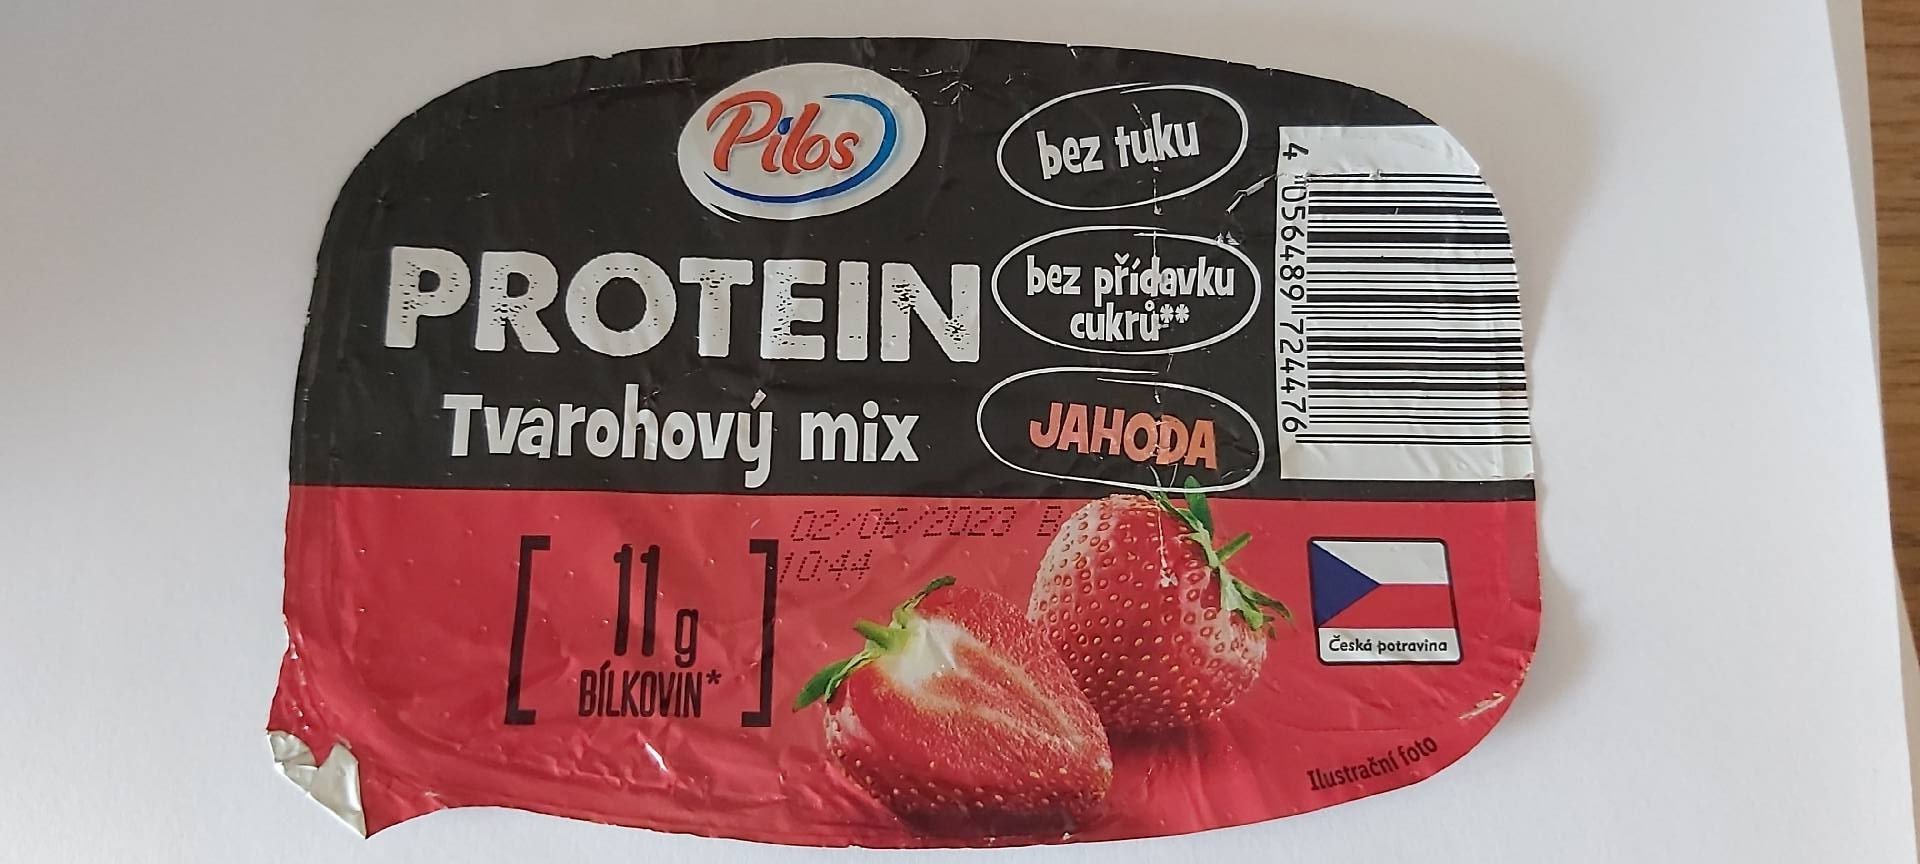 Pilos
PROTEIN
Tvarohový mix
bez tuku
bez přídavku
cukrů**
JAHODA
4 056489 724476
02/06/2023 B
10:44
11 g
BÍLKOVIN*
Česká potravina
Ilustrační foto